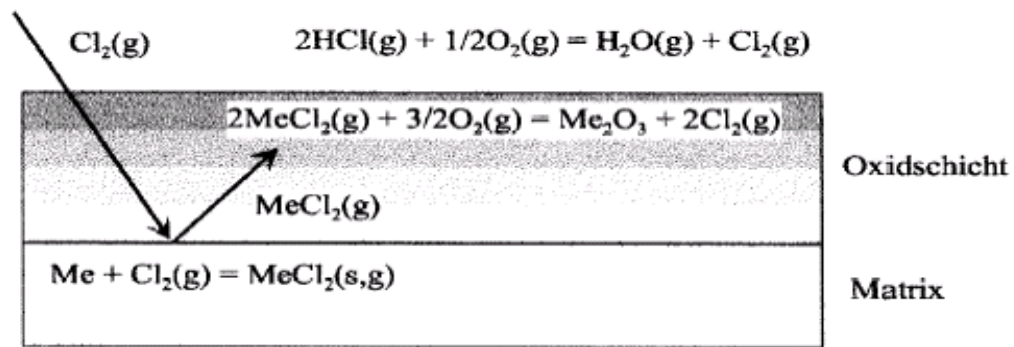 Cl₂(g)
2HCl(g) + 1/2O₂(g) = H₂O(g) + Cl₂(g)
2MeCl₂(g) + 3/2O₂(g) = Me₂O₃ + 2Cl₂(g)
Oxidschicht
MeCl₂(g)
Me + Cl₂(g) = MeCl₂(s,g)
Matrix